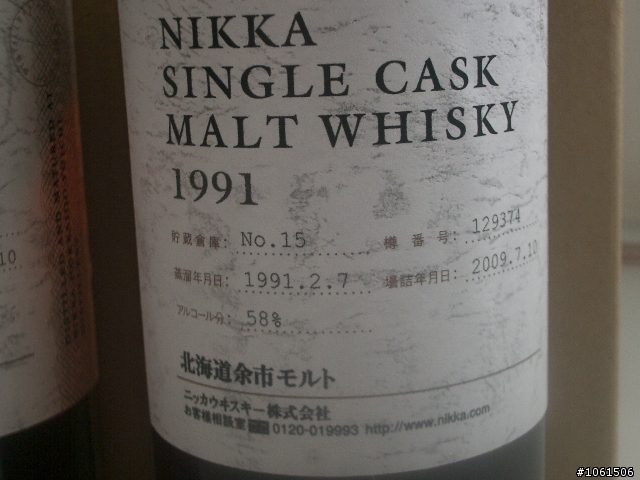 NIKKA
SINGLE CASK
MALT WHISKY
1991
貯蔵倉庫: No.15 樽番号: 129374
蒸溜年月日: 1991.2.7 壜詰年月日: 2009.7.10
アルコール分: 58%
北海道余市モルト
ニッカウヰスキー株式会社
お客様相談室 0120-019993 http://www.nikka.com
10
#1061506